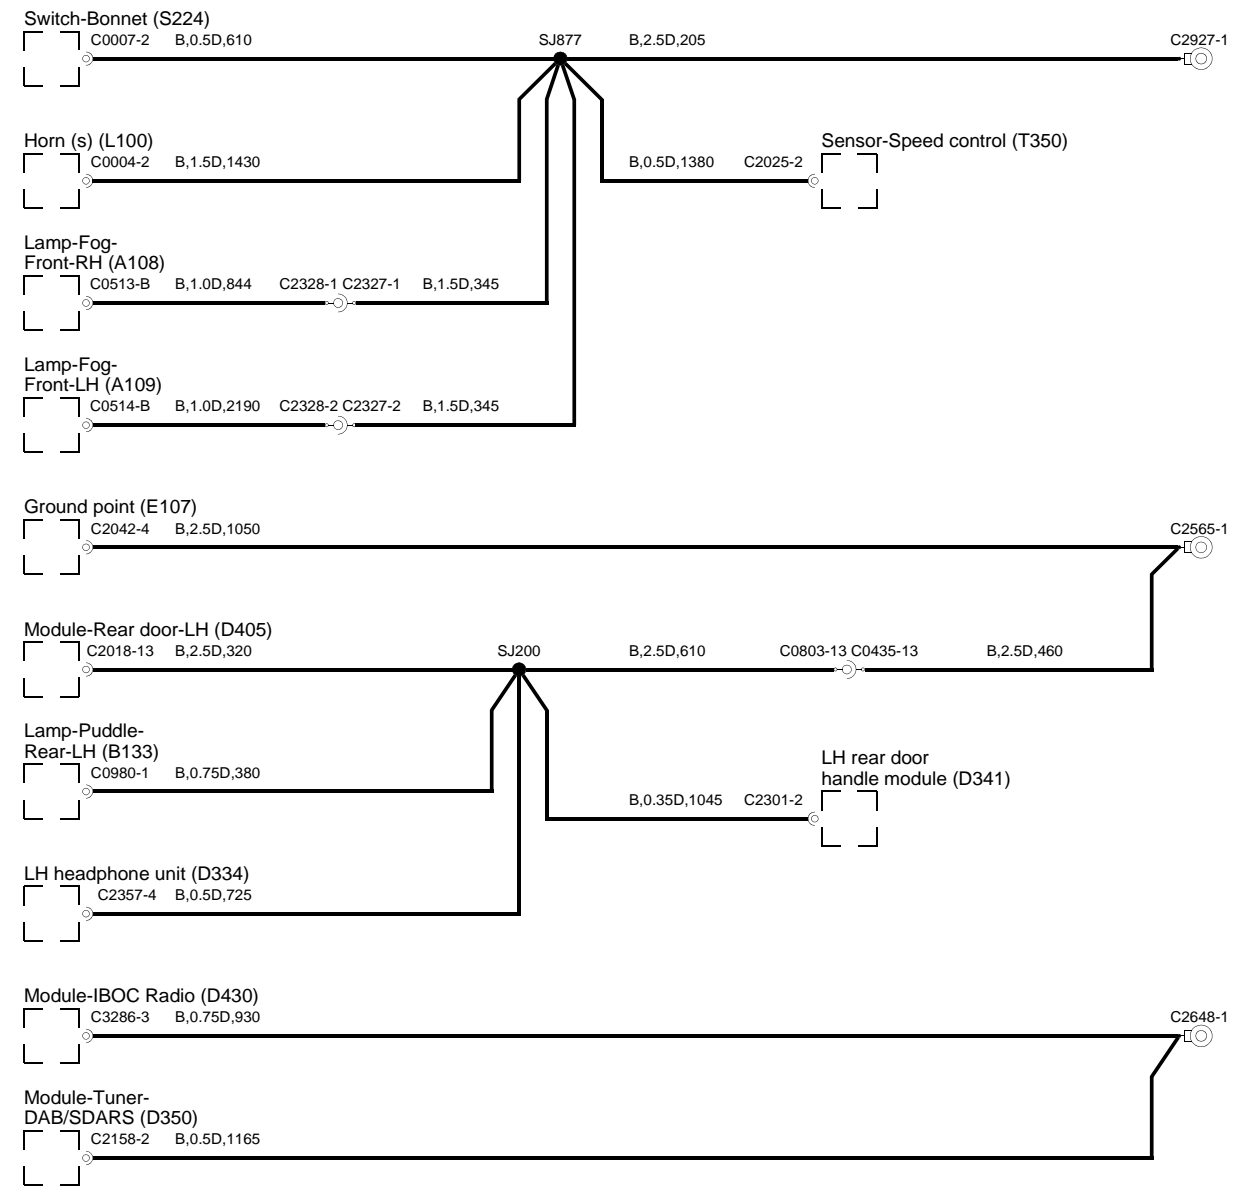 Switch-Bonnet (S224)
C0007-2 B,0.5D,610 SJ877 B,2.5D,205 C2927-1
Horn (s) (L100) Sensor-Speed control (T350)
C0004-2 B,1.5D,1430 B,0.5D,1380 C2025-2
Lamp-Fog-
Front-RH (A108)
C0513-B B,1.0D,844 C2328-1 C2327-1 B,1.5D,345
Lamp-Fog-
Front-LH (A109)
C0514-B B,1.0D,2190 C2328-2 C2327-2 B,1.5D,345
Ground point (E107)
C2042-4 B,2.5D,1050 C2565-1
Module-Rear door-LH (D405)
C2018-13 B,2.5D,320 SJ200 B,2.5D,610 C0803-13 C0435-13 B,2.5D,460
Lamp-Puddle-
Rear-LH (B133)
C0980-1 B,0.75D,380
LH rear door
handle module (D341)
B,0.35D,1045 C2301-2
LH headphone unit (D334)
C2357-4 B,0.5D,725
Module-IBOC Radio (D430)
C3286-3 B,0.75D,930 C2648-1
Module-Tuner-
DAB/SDARS (D350)
C2158-2 B,0.5D,1165